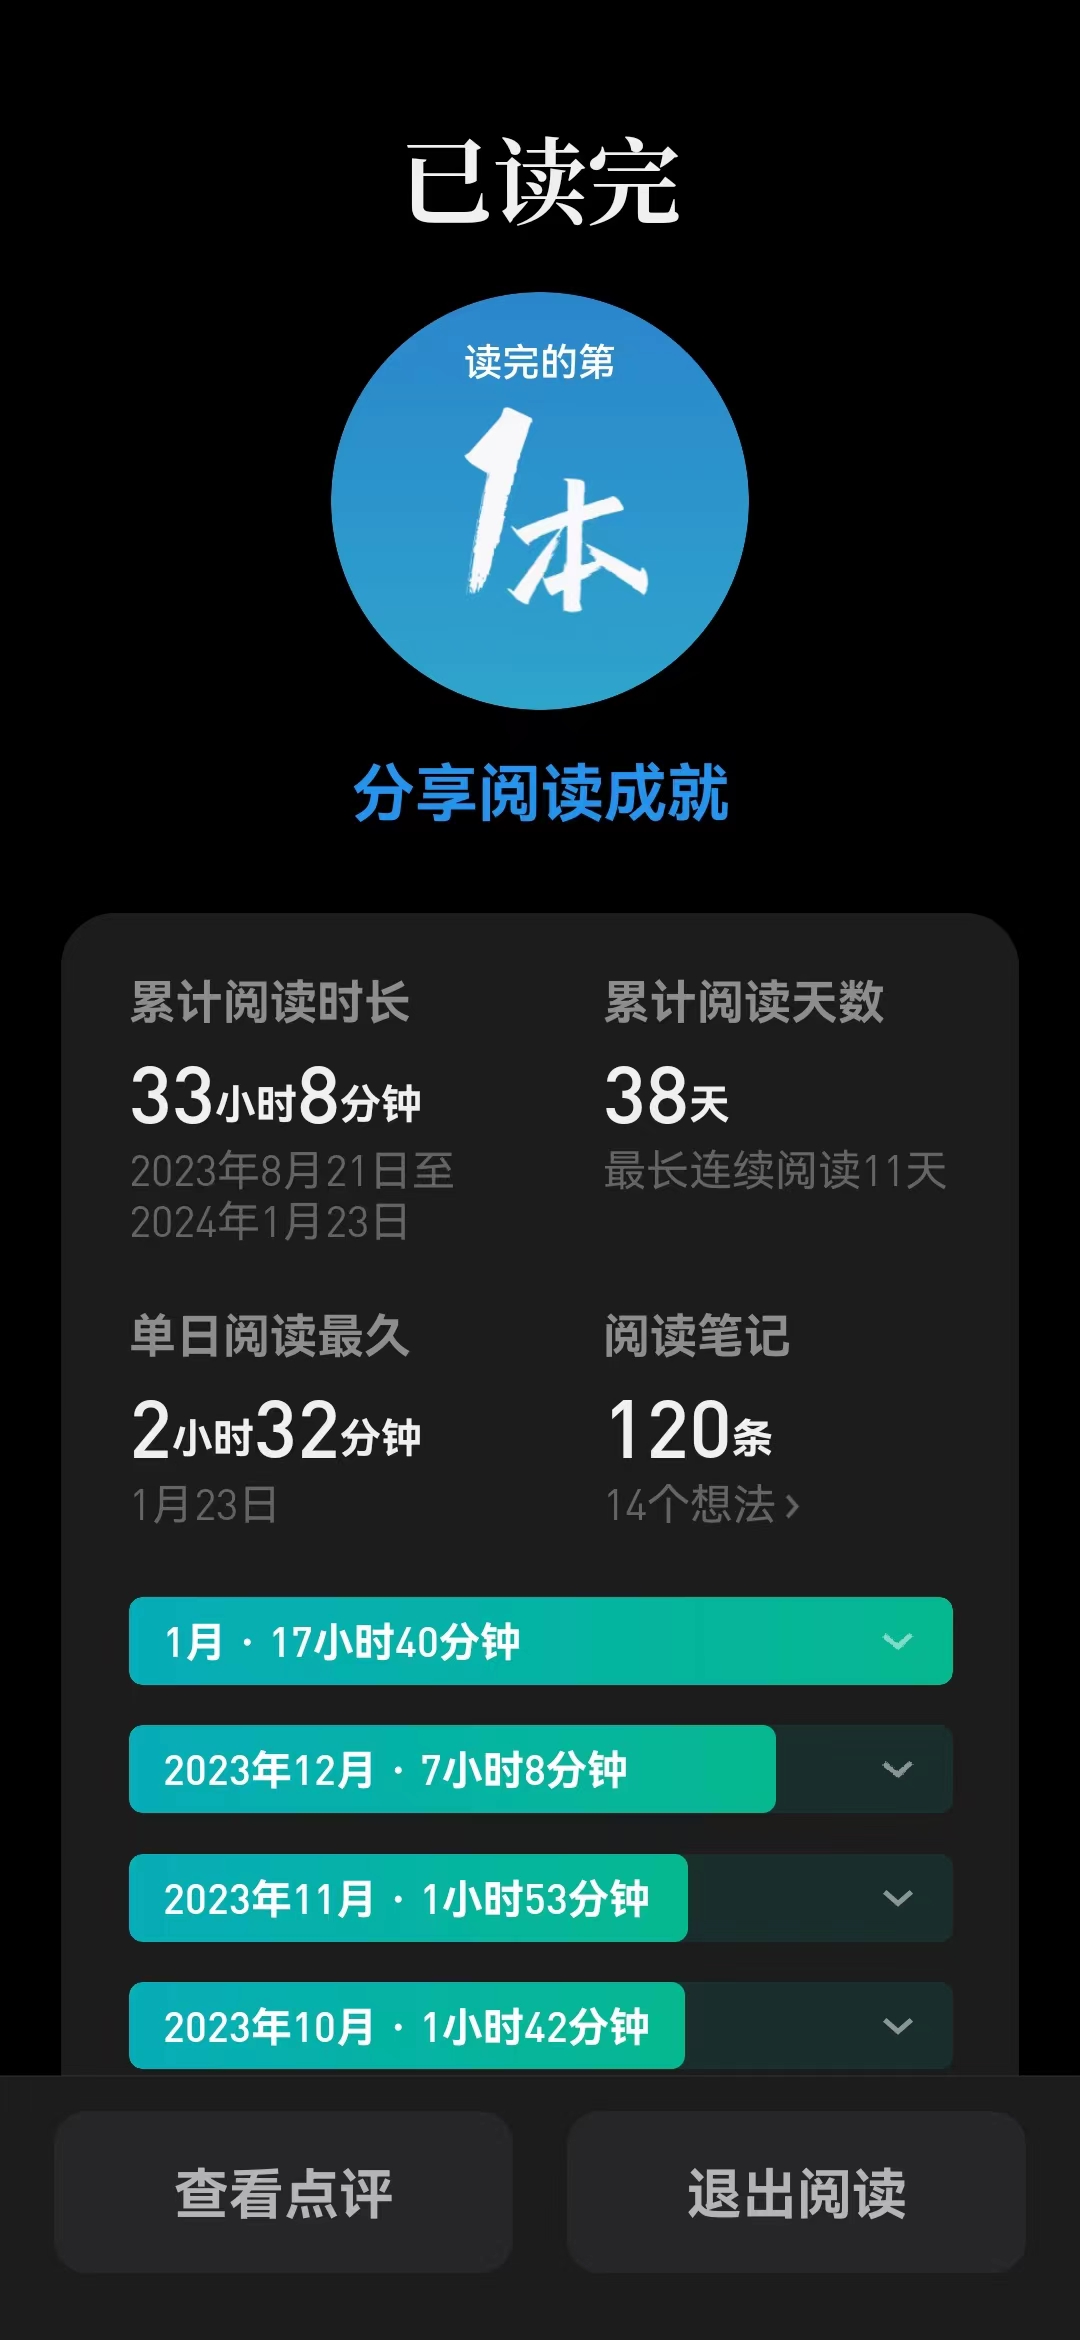 已读完
读完的第
1本
分享阅读成就
累计阅读时长
33小时8分钟
2023年8月21日至
2024年1月23日
累计阅读天数
38天
最长连续阅读11天
单日阅读最久
2小时32分钟
1月23日
阅读笔记
120条
14个想法
1月 · 17小时40分钟
2023年12月 · 7小时8分钟
2023年11月 · 1小时53分钟
2023年10月 · 1小时42分钟
查看点评
退出阅读